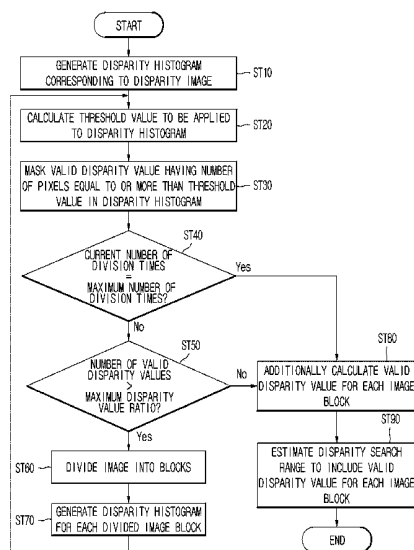 START
GENERATE DISPARITY HISTOGRAM
CORRESPONDING TO DISPARITY IMAGE
ST10
CALCULATE THRESHOLD VALUE TO BE APPLIED
TO DISPARITY HISTOGRAM
ST20
MASK VALID DISPARITY VALUE HAVING NUMBER
OF PIXELS EQUAL TO OR MORE THAN THRESHOLD
VALUE IN DISPARITY HISTOGRAM
ST30
ST40
CURRENT NUMBER OF
DIVISION TIMES
=
MAXIMUM NUMBER OF
DIVISION TIMES?
Yes
No
ST50
NUMBER OF VALID
DISPARITY VALUES
>
MAXIMUM DISPARITY
VALUE RATIO?
No
Yes
ST80
ADDITIONALLY CALCULATE VALID
DISPARITY VALUE FOR EACH IMAGE
BLOCK
ST60
DIVIDE IMAGE INTO BLOCKS
ST90
ESTIMATE DISPARITY SEARCH
RANGE TO INCLUDE VALID
DISPARITY VALUE FOR EACH IMAGE
BLOCK
ST70
GENERATE DISPARITY HISTOGRAM
FOR EACH DIVIDED IMAGE BLOCK
END